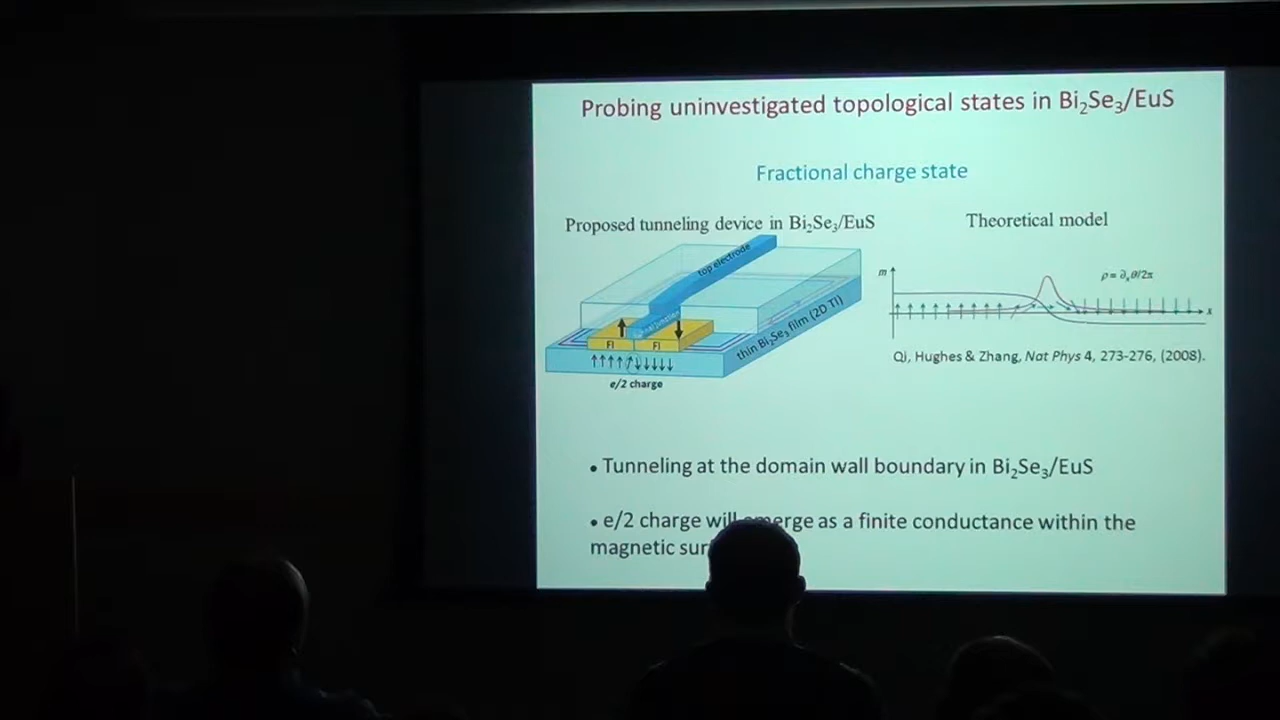 Probing uninvestigated topological states in Bi₂Se₃/EuS
Fractional charge state
Proposed tunneling device in Bi₂Se₃/EuS
Theoretical model
top electrode
FI
FI
thin Bi₂Se₃ film (2D TI)
e/2 charge
m
ρ = ∂ₓθ/2π
x
Qi, Hughes & Zhang, Nat Phys 4, 273-276, (2008).
• Tunneling at the domain wall boundary in Bi₂Se₃/EuS
• e/2 charge will emerge as a finite conductance within the
magnetic